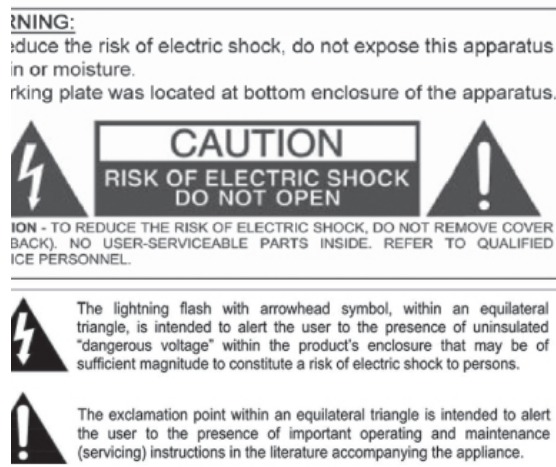 RNING:
educe the risk of electric shock, do not expose this apparatus
in or moisture.
rking plate was located at bottom enclosure of the apparatus.
CAUTION
RISK OF ELECTRIC SHOCK
DO NOT OPEN
ION - TO REDUCE THE RISK OF ELECTRIC SHOCK, DO NOT REMOVE COVER
BACK). NO USER-SERVICEABLE PARTS INSIDE. REFER TO QUALIFIED
ICE PERSONNEL.
The lightning flash with arrowhead symbol, within an equilateral
triangle, is intended to alert the user to the presence of uninsulated
“dangerous voltage” within the product’s enclosure that may be of
sufficient magnitude to constitute a risk of electric shock to persons.
The exclamation point within an equilateral triangle is intended to alert
the user to the presence of important operating and maintenance
(servicing) instructions in the literature accompanying the appliance.